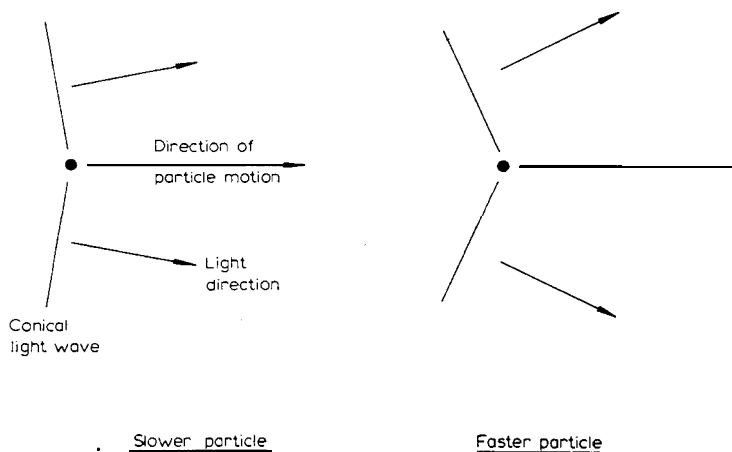 Direction of
particle motion
Light
direction
Conical
light wave
Slower particle
Faster particle